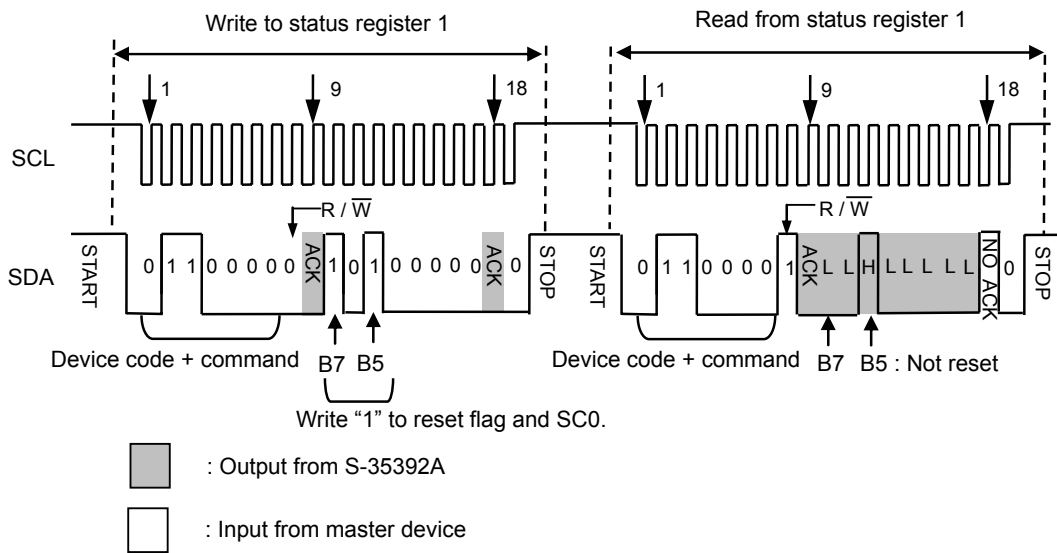 Write to status register 1
Read from status register 1
1 9 18 1 9 18
SCL
R / W R / W
SDA START 0 1 1 0 0 0 0 0 ACK 1 0 1 0 0 0 0 0 ACK 0 STOP START 0 1 1 0 0 0 0 1 ACK L L H L L L L L NO ACK 0 STOP
Device code + command B7 B5 Device code + command B7 B5 : Not reset
Write “1” to reset flag and SC0.
: Output from S-35392A
: Input from master device